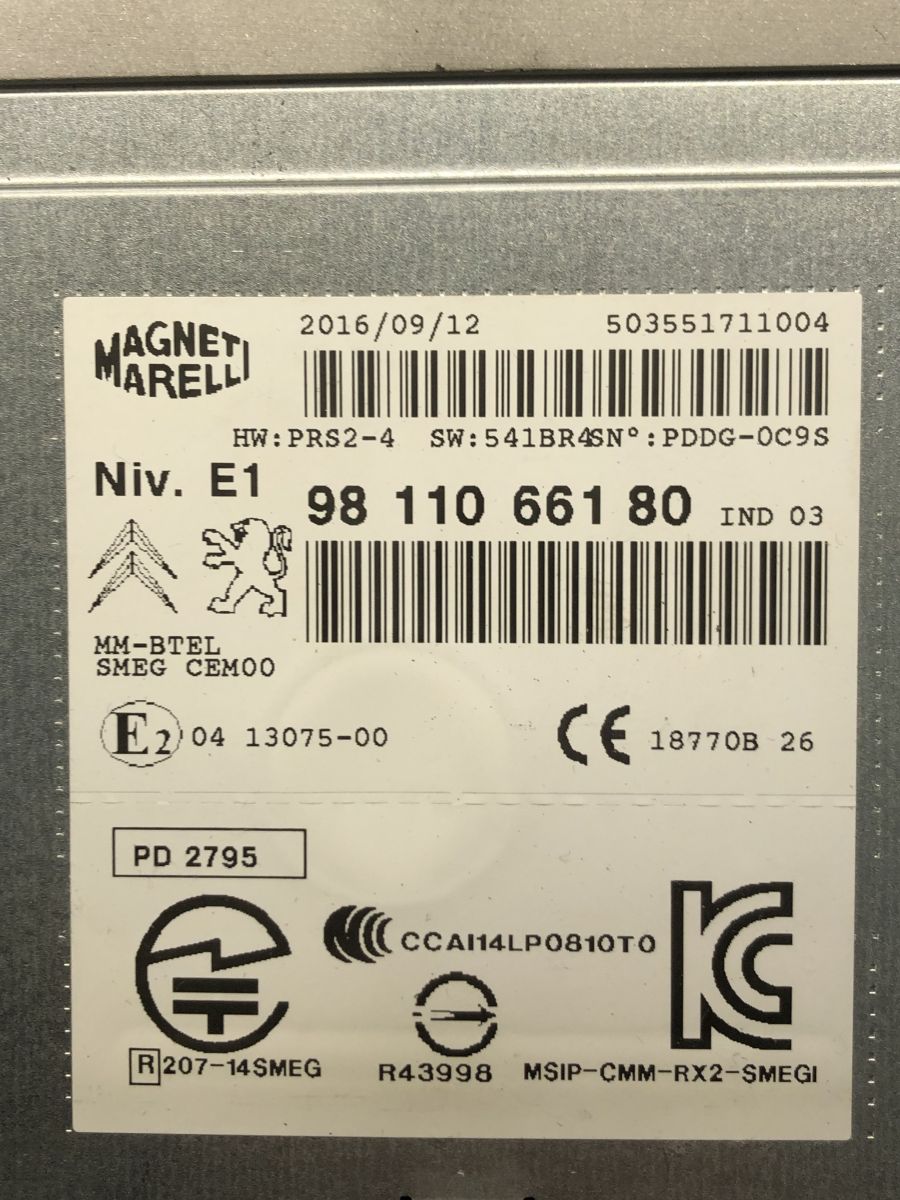 MAGNETI
MARELLI
2016/09/12 503551711004
HW:PRS2-4 SW:541BR4SN°:PDDG-0C9S
Niv. E1
98 110 661 80 IND 03
MM-BTEL
SMEG CEM00
E2 04 13075-00
CE 18770B 26
PD 2795
CCAI14LP0810T0
KC
R 207-14SMEG
R43998
MSIP-CMM-RX2-SMEGI